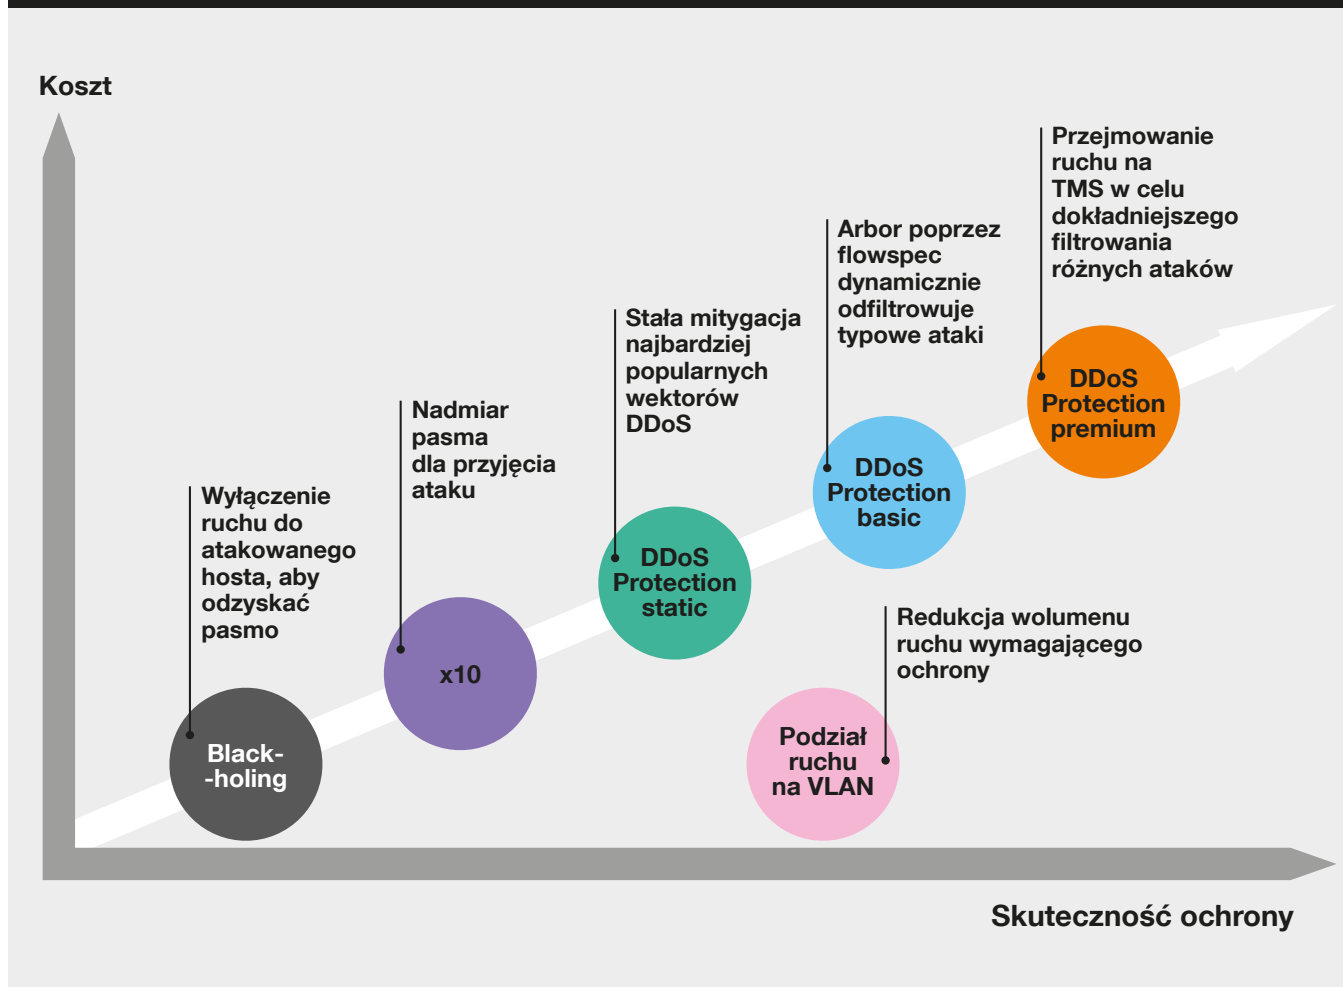 Koszt
Wyłączenie
ruchu do
atakowanego
hosta, aby
odzyskać
pasmo
Black-
-holing
Nadmiar
pasma
dla przyjęcia
ataku
x10
Stała mitygacja
najbardziej
popularnych
wektorów
DDoS
DDoS
Protection
static
Arbor poprzez
flowspec
dynamicznie
odfiltrowuje
typowe ataki
DDoS
Protection
basic
Przejmowanie
ruchu na
TMS w celu
dokładniejszego
filtrowania
różnych ataków
DDoS
Protection
premium
Redukcja wolumenu
ruchu wymagającego
ochrony
Podział
ruchu
na VLAN
Skuteczność ochrony